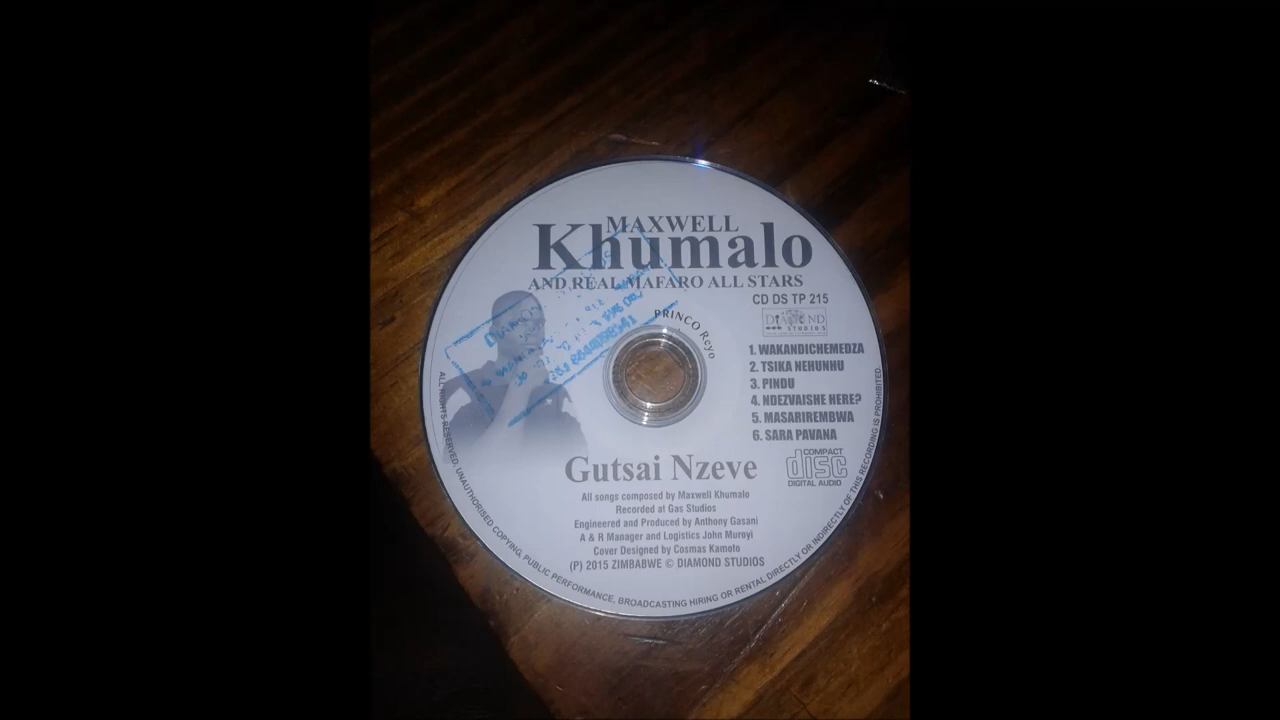 MAXWELL
Khumalo
AND REAL MAFARO ALL STARS
CD DS TP 215
DIAMOND
STUDIOS
PRINCO Reyo
1. WAKANDICHEMEDZA
2. TSIKA NEHUNHU
3. PINDU
4. NDEZVAISHE HERE?
5. MASARIREMBWA
6. SARA PAVANA
COMPACT
disc
DIGITAL AUDIO
Gutsai Nzeve
All songs composed by Maxwell Khumalo
Recorded at Gas Studios
Engineered and Produced by Anthony Gasani
A & R Manager and Logistics John Muroyi
Cover Designed by Cosmas Kamoto
(P) 2015 ZIMBABWE © DIAMOND STUDIOS
ALL RIGHTS RESERVED. UNAUTHORISED COPYING, PUBLIC PERFORMANCE, BROADCASTING HIRING OR RENTAL DIRECTLY OR INDIRECTLY OF THIS RECORDING IS PROHIBITED.